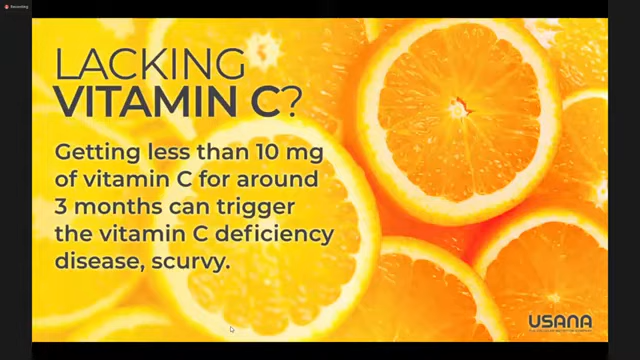 Recording
LACKING
VITAMIN C?
Getting less than 10 mg
of vitamin C for around
3 months can trigger
the vitamin C deficiency
disease, scurvy.
USANA